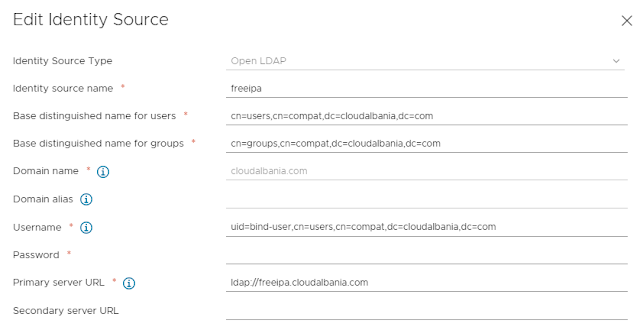 Edit Identity Source
Identity Source Type Open LDAP
Identity source name * freeipa
Base distinguished name for users * cn=users,cn=compat,dc=cloudalbania,dc=com
Base distinguished name for groups * cn=groups,cn=compat,dc=cloudalbania,dc=com
Domain name * cloudalbania.com
Domain alias
Username * uid=bind-user,cn=users,cn=compat,dc=cloudalbania,dc=com
Password *
Primary server URL * ldap://freeipa.cloudalbania.com
Secondary server URL